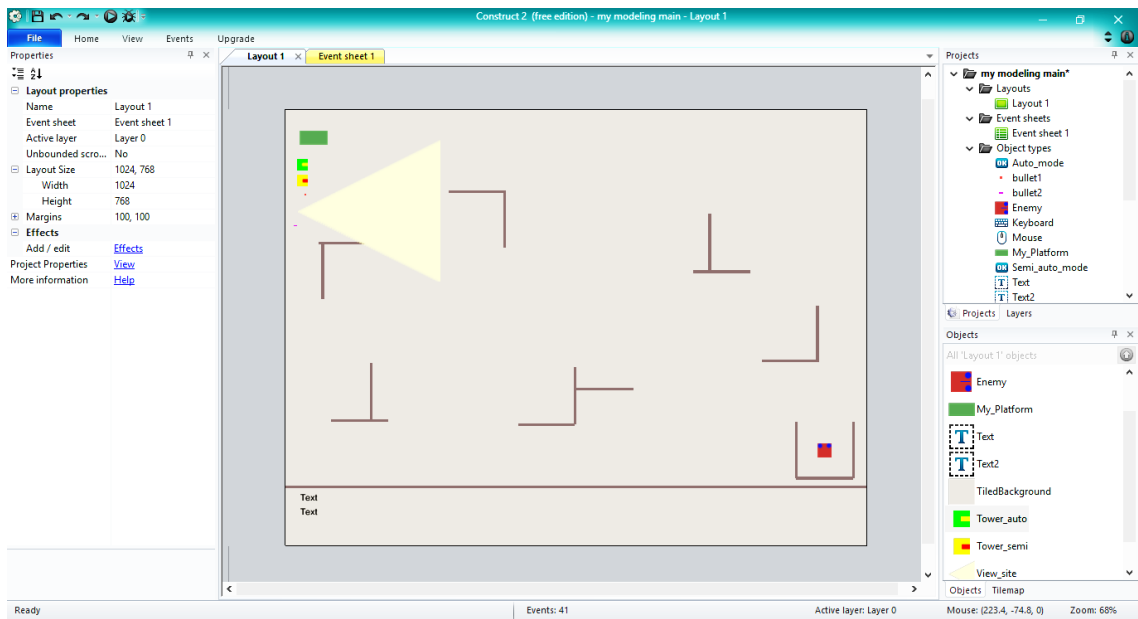 Construct 2 (free edition) - my modeling main - Layout 1
File Home View Events Upgrade
Properties
Layout properties
Name Layout 1
Event sheet Event sheet 1
Active layer Layer 0
Unbounded scro... No
Layout Size 1024, 768
Width 1024
Height 768
Margins 100, 100
Effects
Add / edit Effects
Project Properties View
More information Help
Layout 1 Event sheet 1
Text
Text
Projects
my modeling main*
Layouts
Layout 1
Event sheets
Event sheet 1
Object types
OK Auto_mode
bullet1
bullet2
Enemy
Keyboard
Mouse
My_Platform
OK Semi_auto_mode
T Text
T Text2
Projects Layers
Objects
All 'Layout 1' objects
Enemy
My_Platform
T Text
T Text2
TiledBackground
Tower_auto
Tower_semi
View_site
Objects Tilemap
Ready Events: 41 Active layer: Layer 0 Mouse: (223.4, -74.8, 0) Zoom: 68%